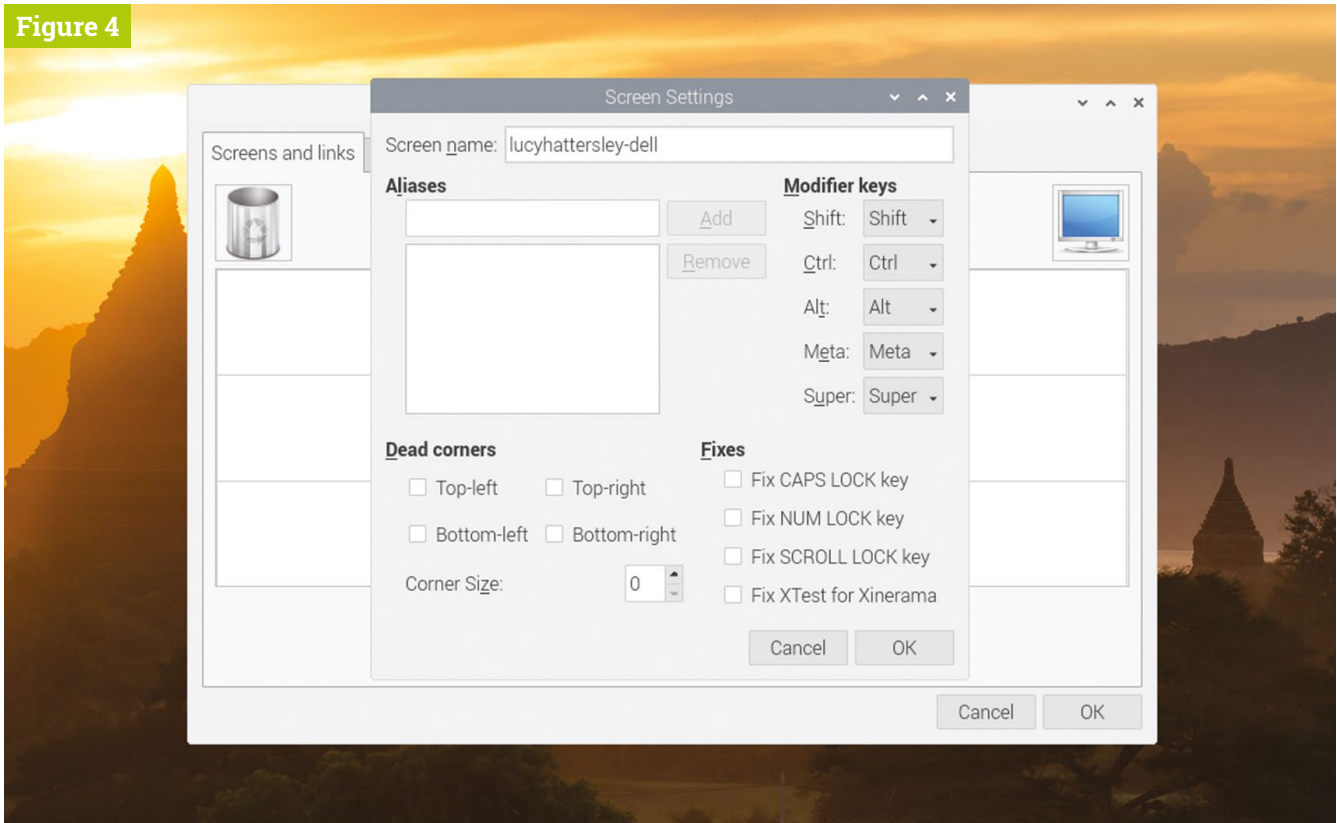 Figure 4
Screen Settings
Screens and links
Screen name: lucyhattersley-dell
Aliases
Add
Remove
Modifier keys
Shift: Shift
Ctrl: Ctrl
Alt: Alt
Meta: Meta
Super: Super
Dead corners
Top-left Top-right
Bottom-left Bottom-right
Corner Size: 0
Fixes
Fix CAPS LOCK key
Fix NUM LOCK key
Fix SCROLL LOCK key
Fix XTest for Xinerama
Cancel OK
Cancel OK